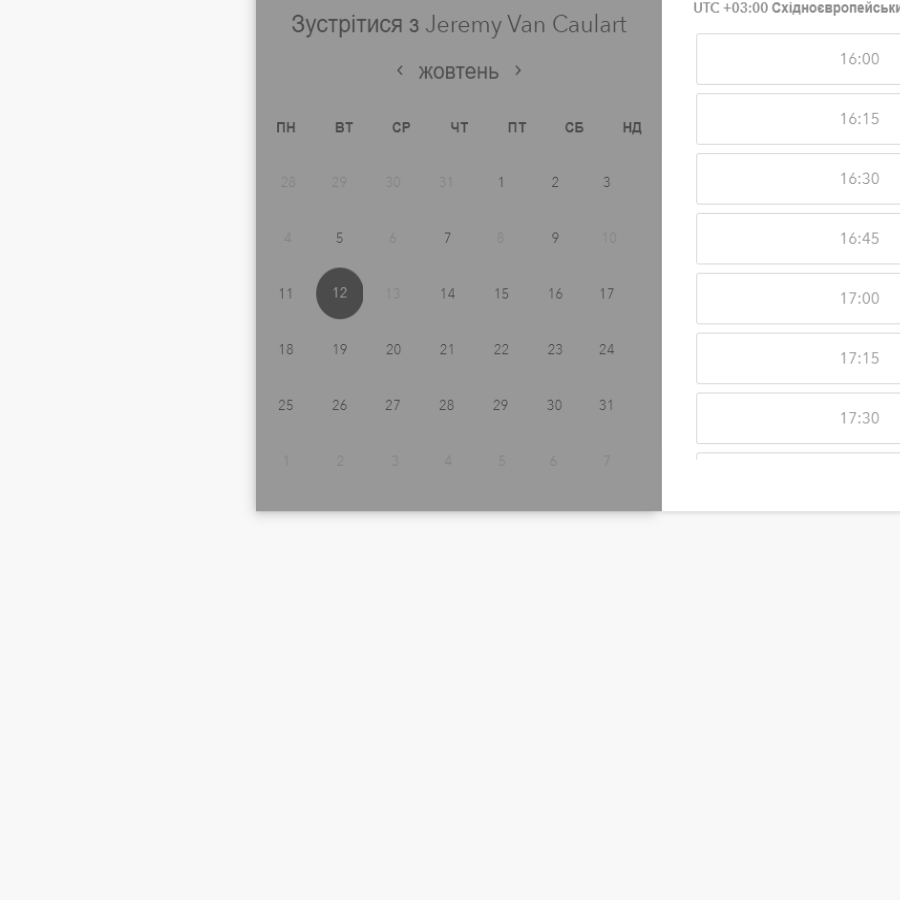 Зустрітися з Jeremy Van Caulart
жовтень
ПН ВТ СР ЧТ ПТ СБ НД
28 29 30 31 1 2 3
4 5 6 7 8 9 10
11 12 13 14 15 16 17
18 19 20 21 22 23 24
25 26 27 28 29 30 31
1 2 3 4 5 6 7
UTC +03:00 Східноєвропейськи
16:00
16:15
16:30
16:45
17:00
17:15
17:30